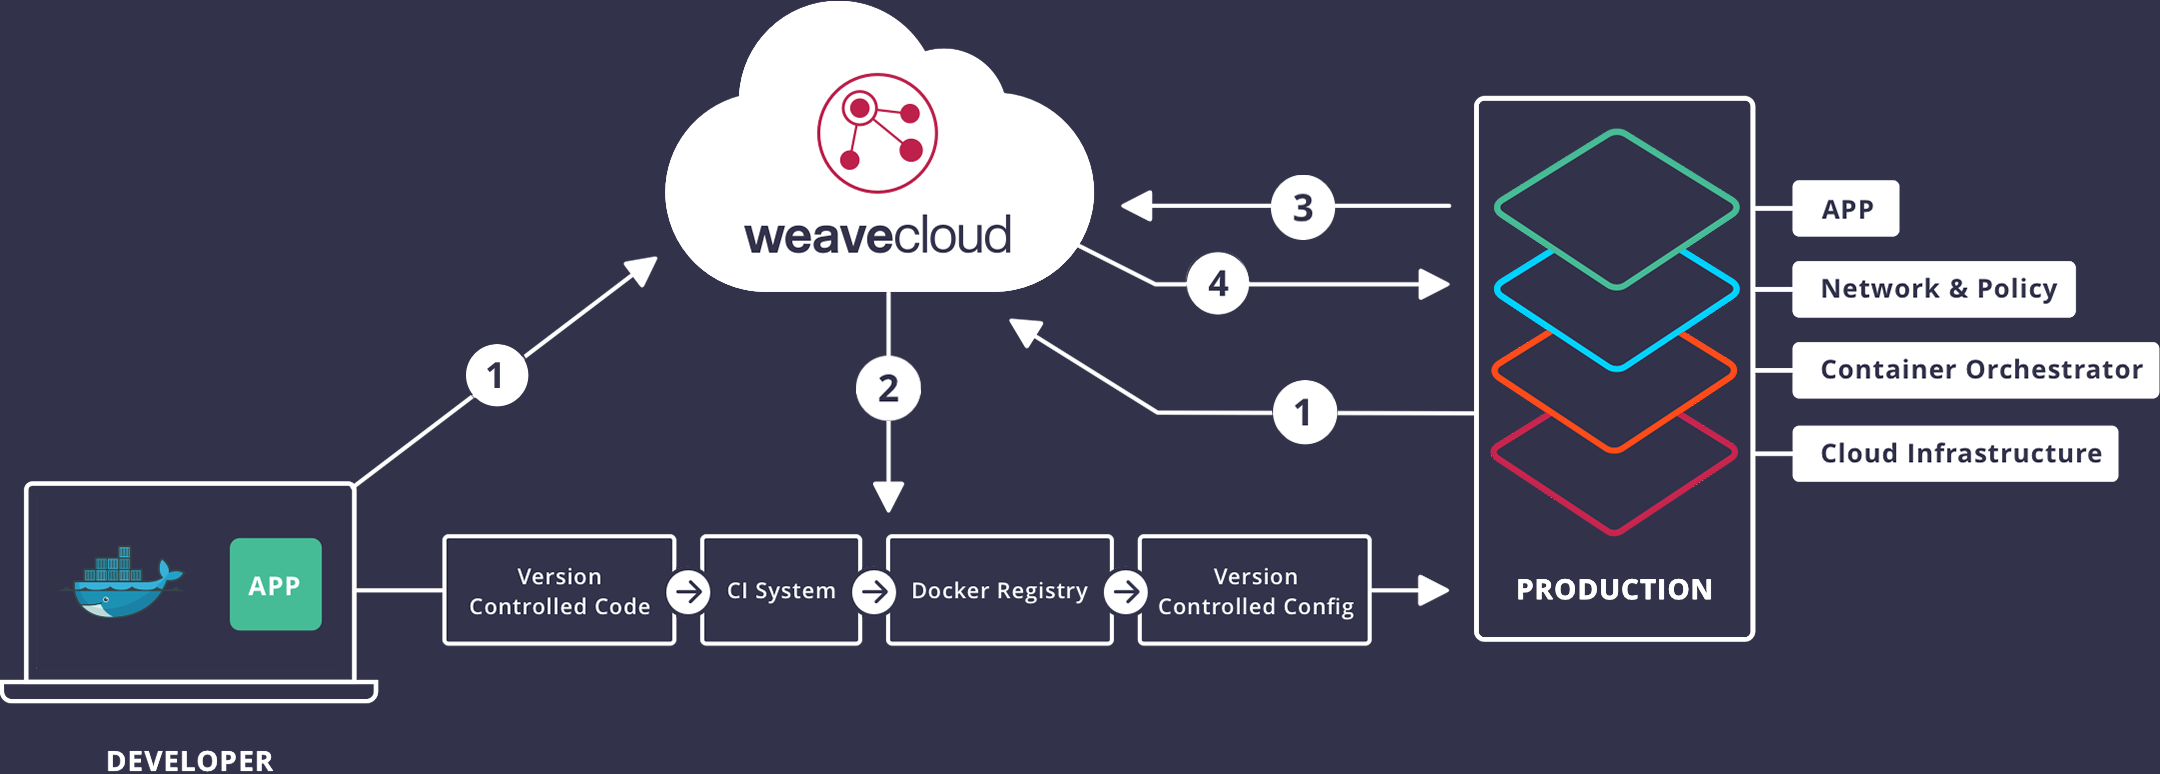 weavecloud
3
APP
4
Network & Policy
1
2
1
Container Orchestrator
Cloud Infrastructure
APP
Version
Controlled Code
CI System
Docker Registry
Version
Controlled Config
PRODUCTION
DEVELOPER